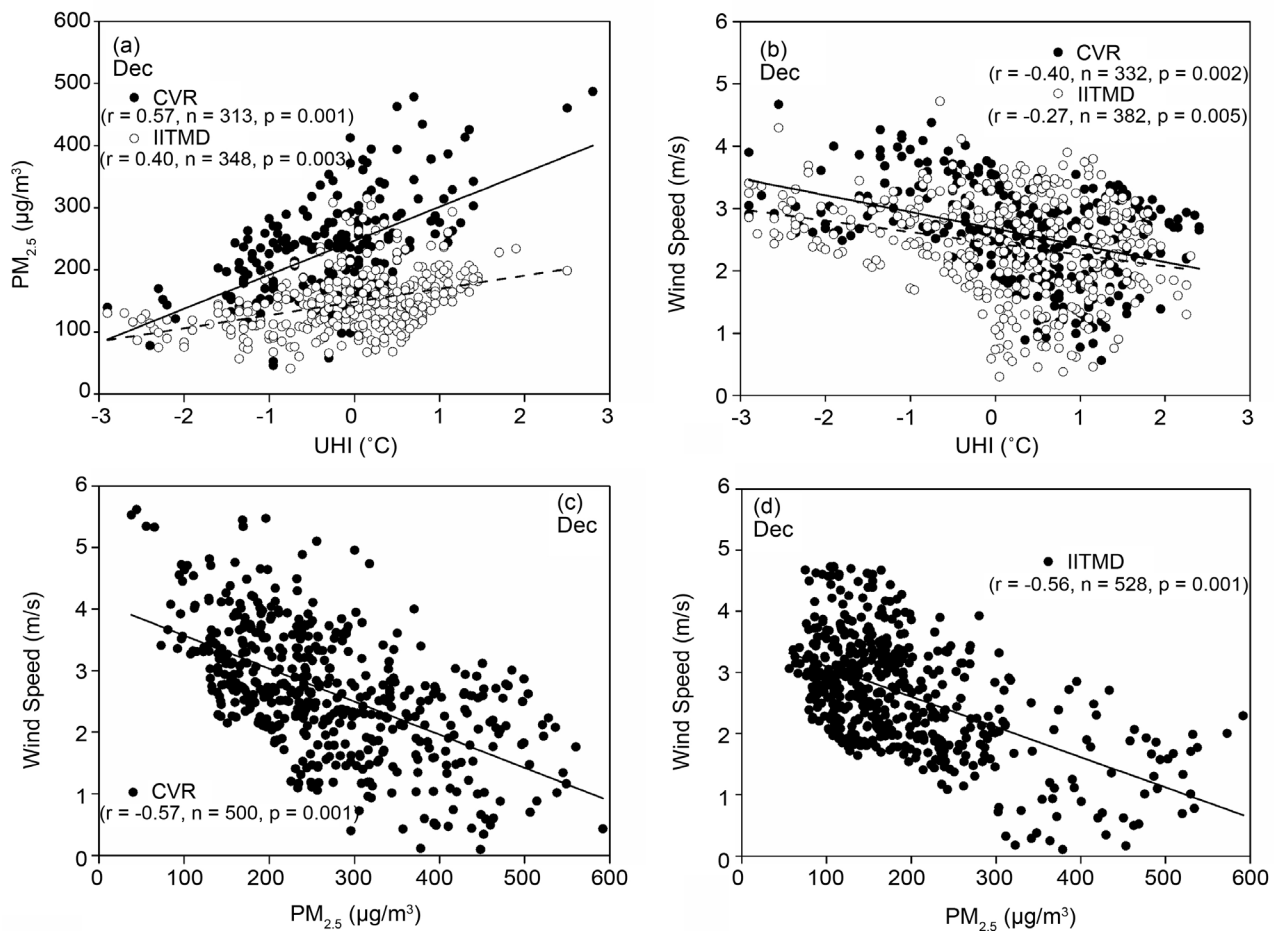 (a)
Dec
CVR
(r = 0.57, n = 313, p = 0.001)
IITMD
(r = 0.40, n = 348, p = 0.003)
600
500
400
300
200
100
0
PM2.5 (µg/m³)
-3 -2 -1 0 1 2 3
UHI (˚C)
(b)
Dec
CVR
(r = -0.40, n = 332, p = 0.002)
IITMD
(r = -0.27, n = 382, p = 0.005)
6
5
4
3
2
1
0
Wind Speed (m/s)
-3 -2 -1 0 1 2 3
UHI (˚C)
(c)
Dec
6
5
4
3
2
1
0
Wind Speed (m/s)
CVR
(r = -0.57, n = 500, p = 0.001)
0 100 200 300 400 500 600
PM2.5 (µg/m³)
(d)
Dec
IITMD
(r = -0.56, n = 528, p = 0.001)
6
5
4
3
2
1
0
Wind Speed (m/s)
0 100 200 300 400 500 600
PM2.5 (µg/m³)